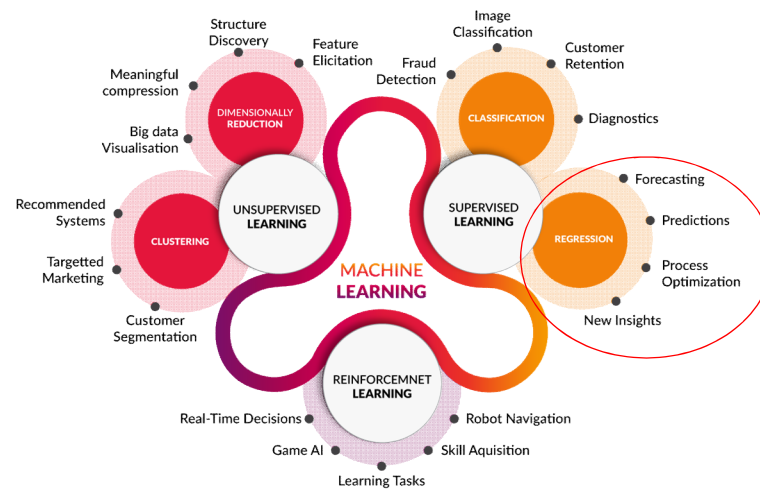 Structure
Discovery
Feature
Elicitation
Meaningful
compression
Big data
Visualisation
DIMENSIONALLY
REDUCTION
Recommended
Systems
Targetted
Marketing
Customer
Segmentation
CLUSTERING
UNSUPERVISED
LEARNING
Image
Classification
Customer
Retention
Fraud
Detection
Diagnostics
CLASSIFICATION
SUPERVISED
LEARNING
Forecasting
Predictions
Process
Optimization
New Insights
REGRESSION
MACHINE
LEARNING
REINFORCEMNET
LEARNING
Real-Time Decisions
Game AI
Learning Tasks
Robot Navigation
Skill Aquisition